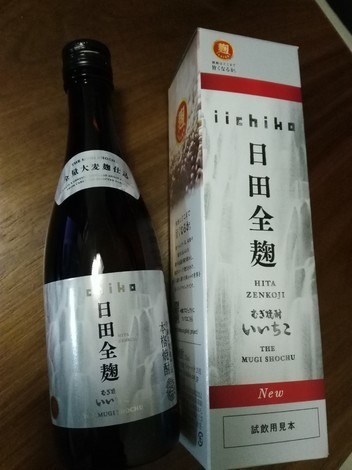 全量大麦麹仕込
iichiko
日田全麹
むぎ焼酎
いいちこ
MUGI SHOCHU
本格焼酎
麹
iichiko
日田全麹
HITA
ZENKOJI
むぎ焼酎
いいちこ
THE
MUGI SHOCHU
New
試飲用見本